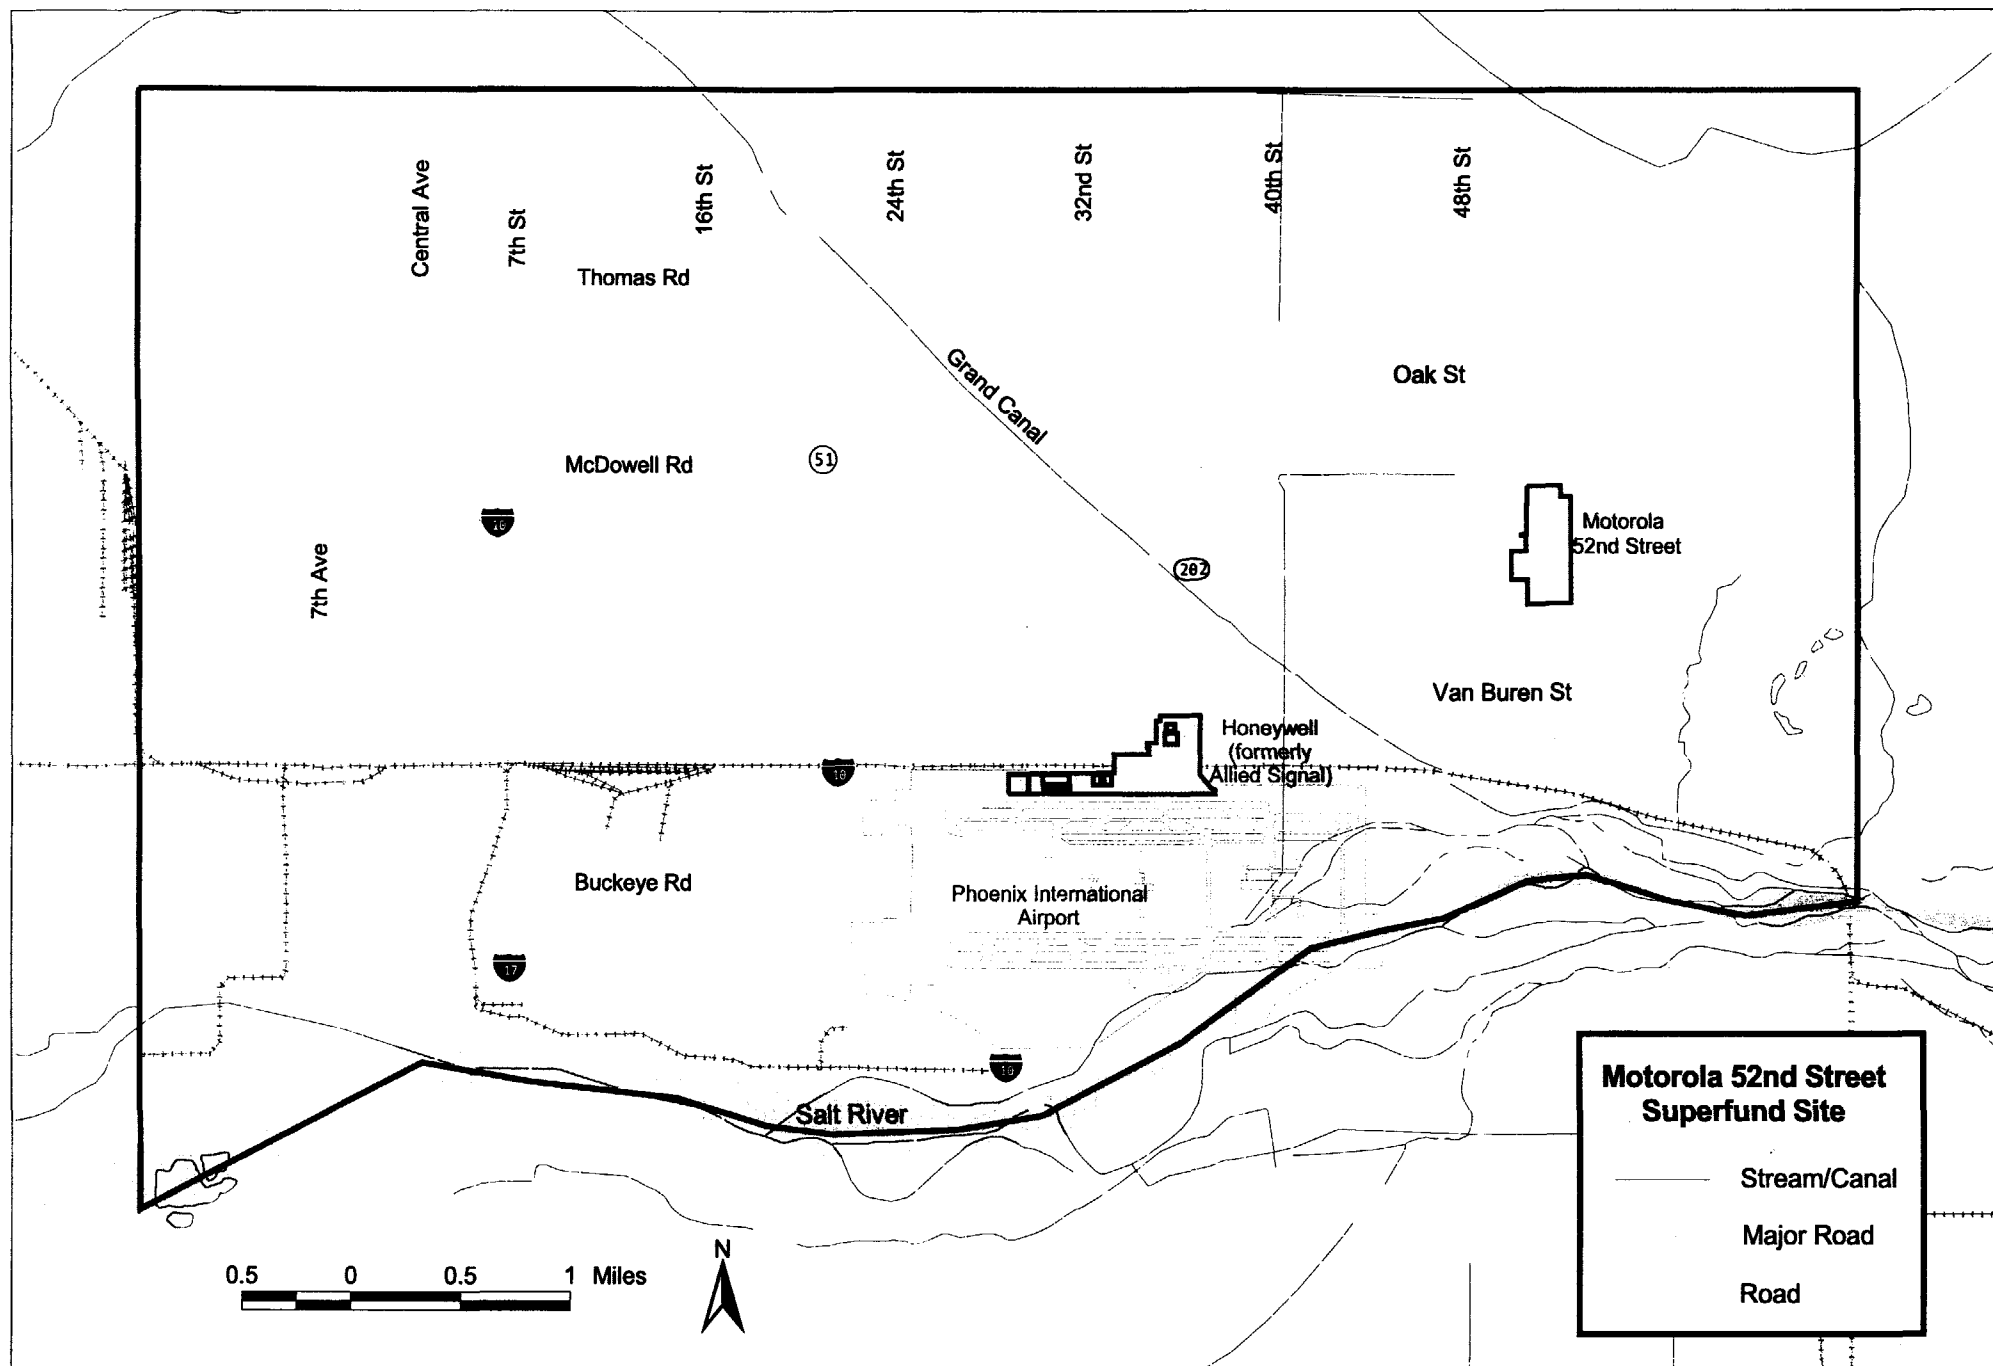 Central Ave
7th St
16th St
24th St
32nd St
40th St
48th St
Thomas Rd
Grand Canal
Oak St
McDowell Rd
51
10
7th Ave
202
Motorola
52nd Street
Van Buren St
Honeywell
(formerly
Allied Signal)
10
Buckeye Rd
Phoenix International
Airport
17
10
Salt River
Motorola 52nd Street
Superfund Site
Stream/Canal
Major Road
Road
N
0.5 0 0.5 1 Miles